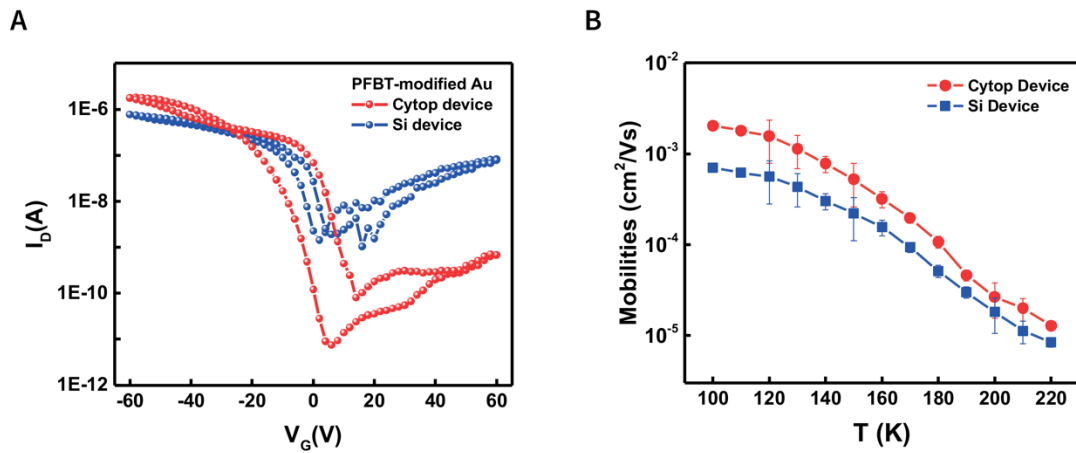 A
PFBT-modified Au
Cytop device
Si device
I_D(A)
1E-6
1E-8
1E-10
1E-12
-60 -40 -20 0 20 40 60
V_G(V)
B
Cytop Device
Si Device
Mobilities (cm²/Vs)
10⁻²
10⁻³
10⁻⁴
10⁻⁵
100 120 140 160 180 200 220
T (K)